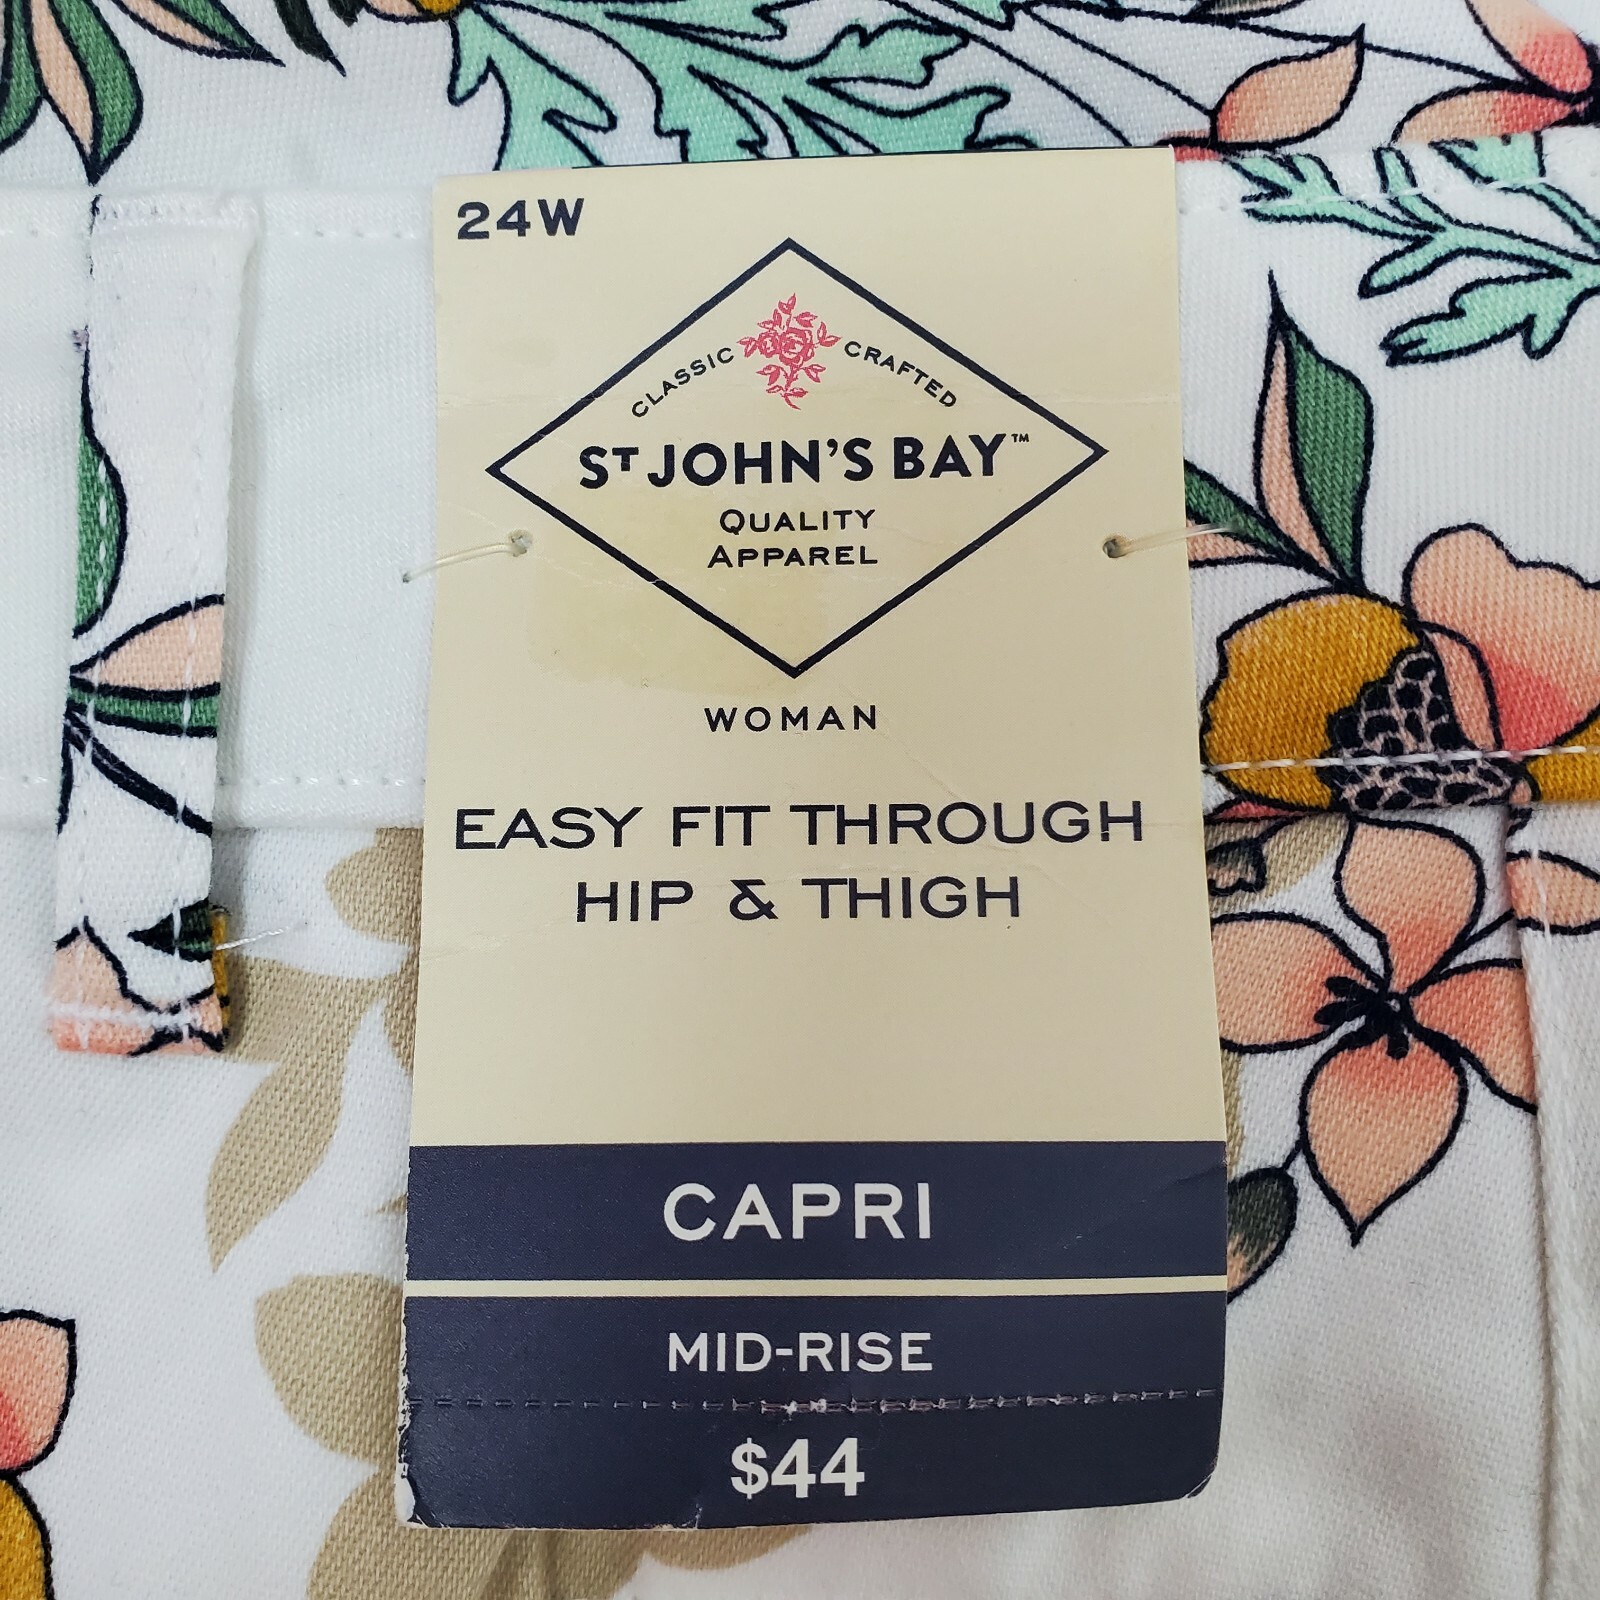 24W
CLASSIC CRAFTED
ST JOHN'S BAY™
QUALITY
APPAREL
WOMAN
EASY FIT THROUGH
HIP & THIGH
CAPRI
MID-RISE
$44